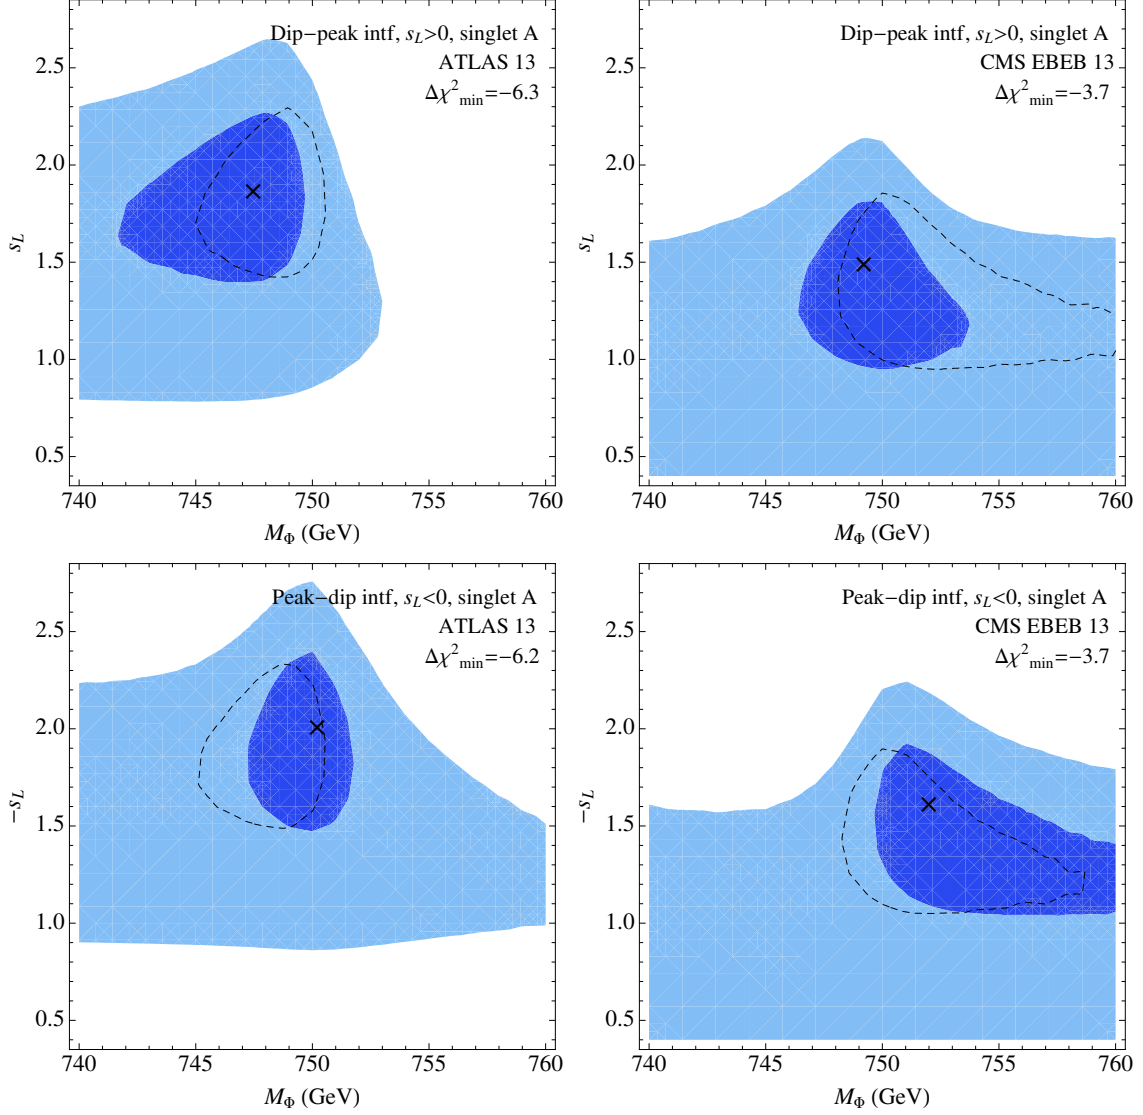 Dip−peak intf, s_L>0, singlet A
ATLAS 13
Δχ²_min=−6.3
2.5
2.0
1.5
1.0
0.5
s_L
740 745 750 755 760
M_Φ (GeV)
Dip−peak intf, s_L>0, singlet A
CMS EBEB 13
Δχ²_min=−3.7
2.5
2.0
1.5
1.0
0.5
s_L
740 745 750 755 760
M_Φ (GeV)
Peak−dip intf, s_L<0, singlet A
ATLAS 13
Δχ²_min=−6.2
2.5
2.0
1.5
1.0
0.5
−s_L
740 745 750 755 760
M_Φ (GeV)
Peak−dip intf, s_L<0, singlet A
CMS EBEB 13
Δχ²_min=−3.7
2.5
2.0
1.5
1.0
0.5
−s_L
740 745 750 755 760
M_Φ (GeV)